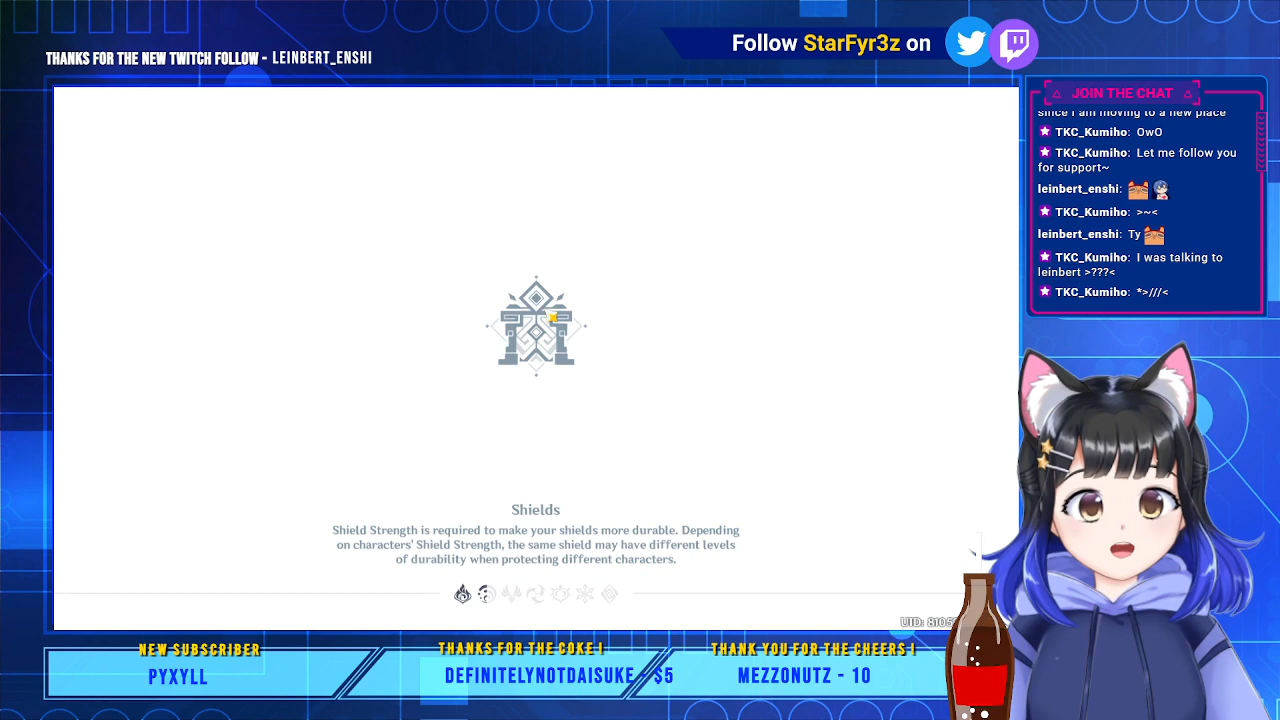 Follow StarFyr3z on
THANKS FOR THE NEW TWITCH FOLLOW - LEINBERT_ENSHI
JOIN THE CHAT
since I am moving to a new place
TKC_Kumiho: OwO
TKC_Kumiho: Let me follow you
for support~
leinbert_enshi:
TKC_Kumiho: >~<
leinbert_enshi: Ty
TKC_Kumiho: I was talking to
leinbert >???<
TKC_Kumiho: *>///<
Shields
Shield Strength is required to make your shields more durable. Depending
on characters' Shield Strength, the same shield may have different levels
of durability when protecting different characters.
UID: 8105
NEW SUBSCRIBER
PYXYLL
THANKS FOR THE COKE !
DEFINITELYNOTDAISUKE - $5
THANK YOU FOR THE CHEERS !
MEZZONUTZ - 10